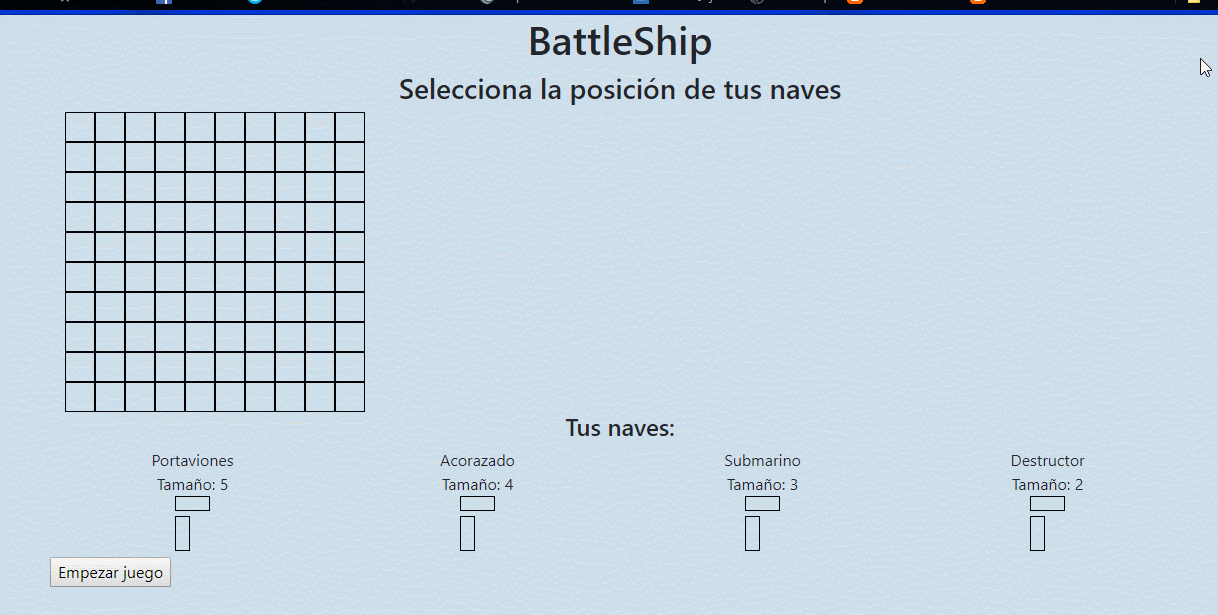 BattleShip
Selecciona la posición de tus naves
Tus naves:
Portaviones
Tamaño: 5
Acorazado
Tamaño: 4
Submarino
Tamaño: 3
Destructor
Tamaño: 2
Empezar juego